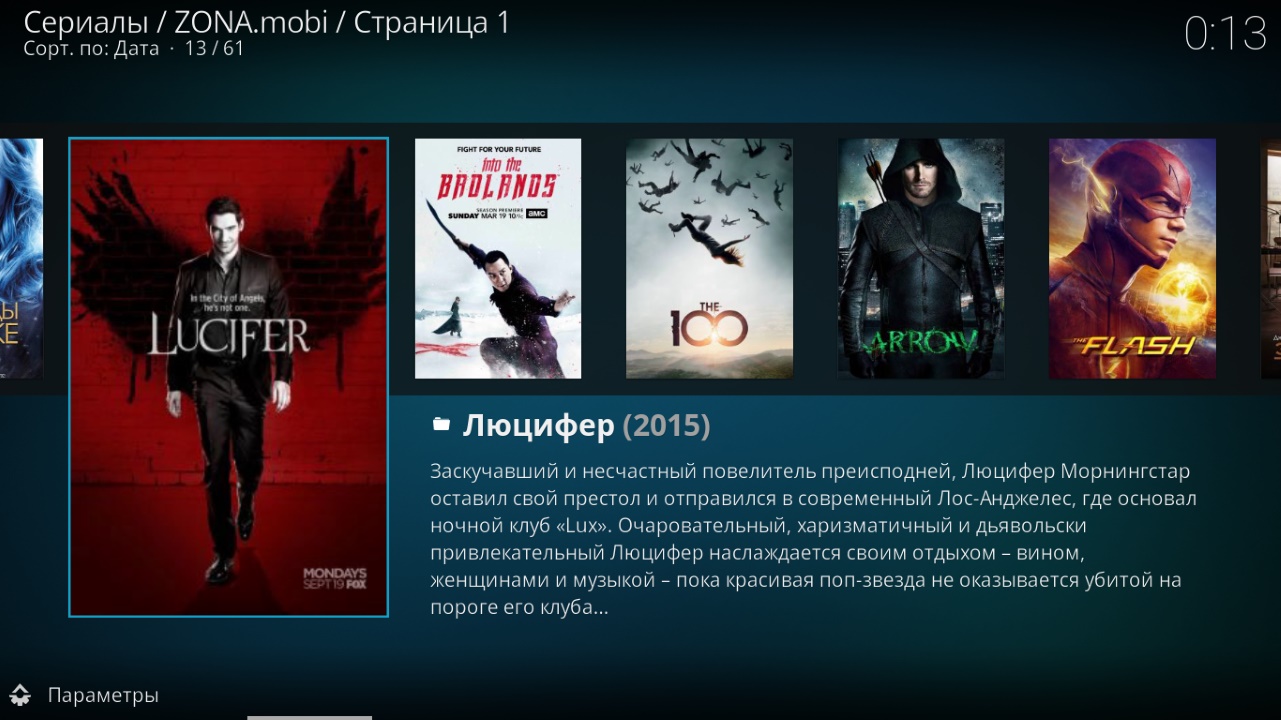 Сериалы / ZONA.mobi / Страница 1
Сорт. по: Дата · 13 / 61
0:13
In the City of Angels,
he's not one.
LUCIFER
MONDAYS
SEPT 19 FOX
FIGHT FOR YOUR FUTURE
into the
BADLANDS
SEASON PREMIERE
SUNDAY MAR 19 10/9c amc
THE
100
ARROW
THE FLASH
Люцифер (2015)
Заскучавший и несчастный повелитель преисподней, Люцифер Морнингстар
оставил свой престол и отправился в современный Лос-Анджелес, где основал
ночной клуб «Lux». Очаровательный, харизматичный и дьявольски
привлекательный Люцифер наслаждается своим отдыхом – вином,
женщинами и музыкой – пока красивая поп-звезда не оказывается убитой на
пороге его клуба...
Параметры